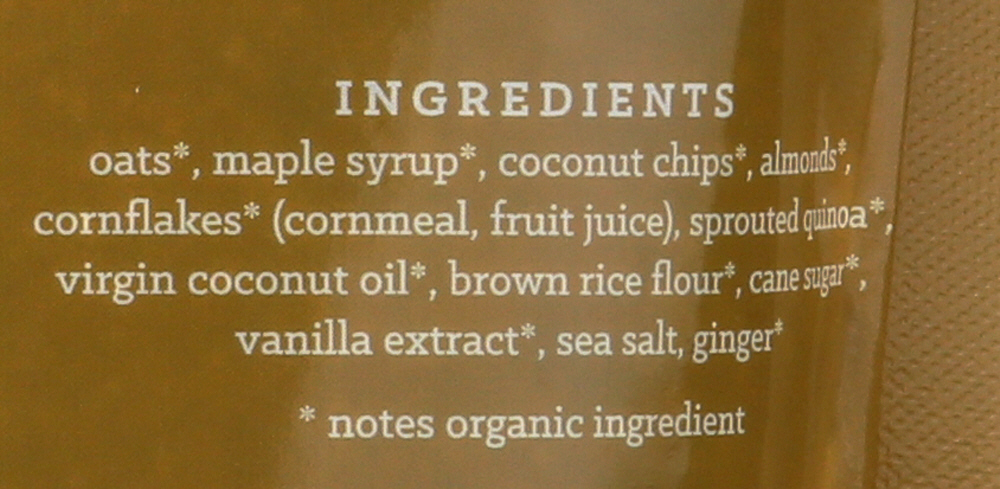 INGREDIENTS
oats*, maple syrup*, coconut chips*, almonds*,
cornflakes* (cornmeal, fruit juice), sprouted quinoa*,
virgin coconut oil*, brown rice flour*, cane sugar*,
vanilla extract*, sea salt, ginger*
* notes organic ingredient